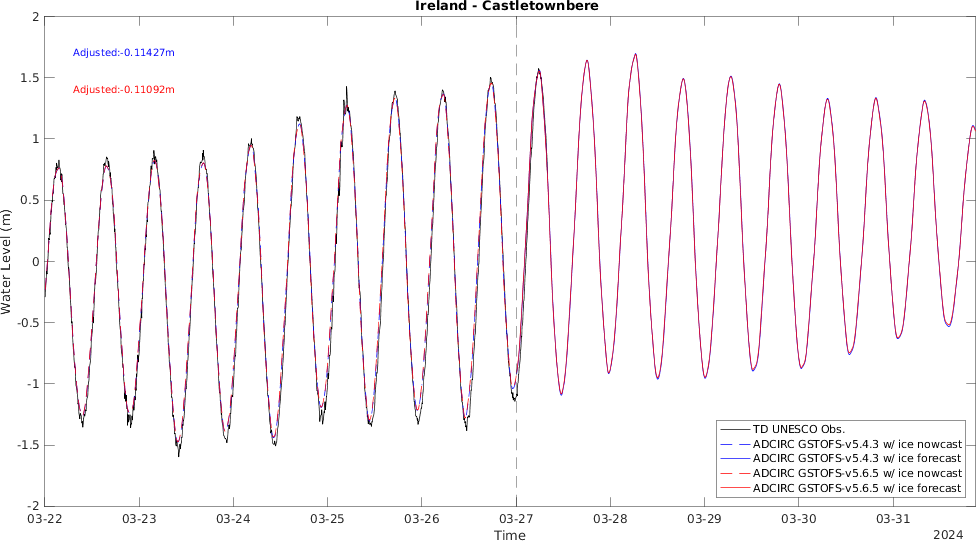 Ireland - Castletownbere
2
1.5
1
0.5
0
-0.5
-1
-1.5
-2
Water Level (m)
Adjusted:-0.11427m
Adjusted:-0.11092m
TD UNESCO Obs.
ADCIRC GSTOFS-v5.4.3 w/ ice nowcast
ADCIRC GSTOFS-v5.4.3 w/ ice forecast
ADCIRC GSTOFS-v5.6.5 w/ ice nowcast
ADCIRC GSTOFS-v5.6.5 w/ ice forecast
03-22 03-23 03-24 03-25 03-26 03-27 03-28 03-29 03-30 03-31
Time
2024